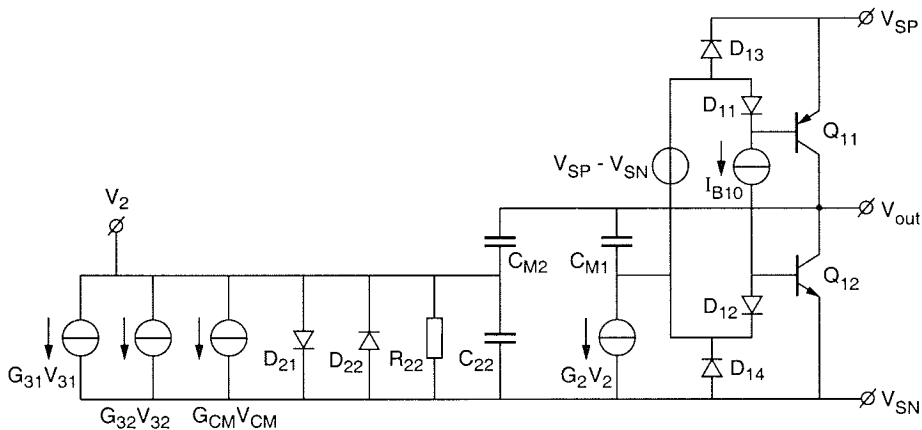 V_SP
D_13
D_11
Q_11
V_SP - V_SN
I_B10
V_2
V_out
C_M2
C_M1
Q_12
D_12
G_31V_31
D_21
D_22
R_22
C_22
G_2V_2
D_14
G_32V_32
G_CMV_CM
V_SN